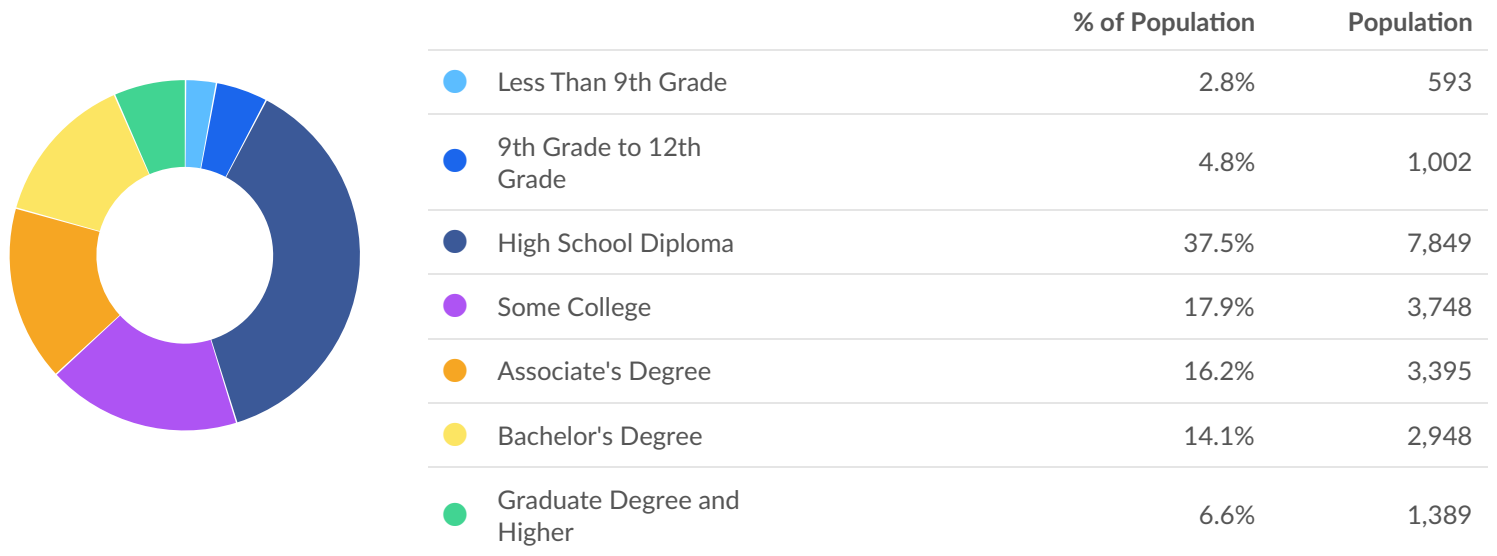 % of Population Population
Less Than 9th Grade 2.8% 593
9th Grade to 12th
Grade 4.8% 1,002
High School Diploma 37.5% 7,849
Some College 17.9% 3,748
Associate's Degree 16.2% 3,395
Bachelor's Degree 14.1% 2,948
Graduate Degree and
Higher 6.6% 1,389